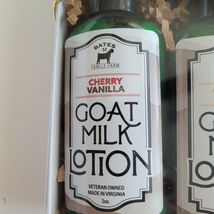 BATES
FAMILY FARM
CHERRY
VANILLA
GOAT
MILK
LOTION
VETERAN OWNED
MADE IN VIRGINIA
2oz.